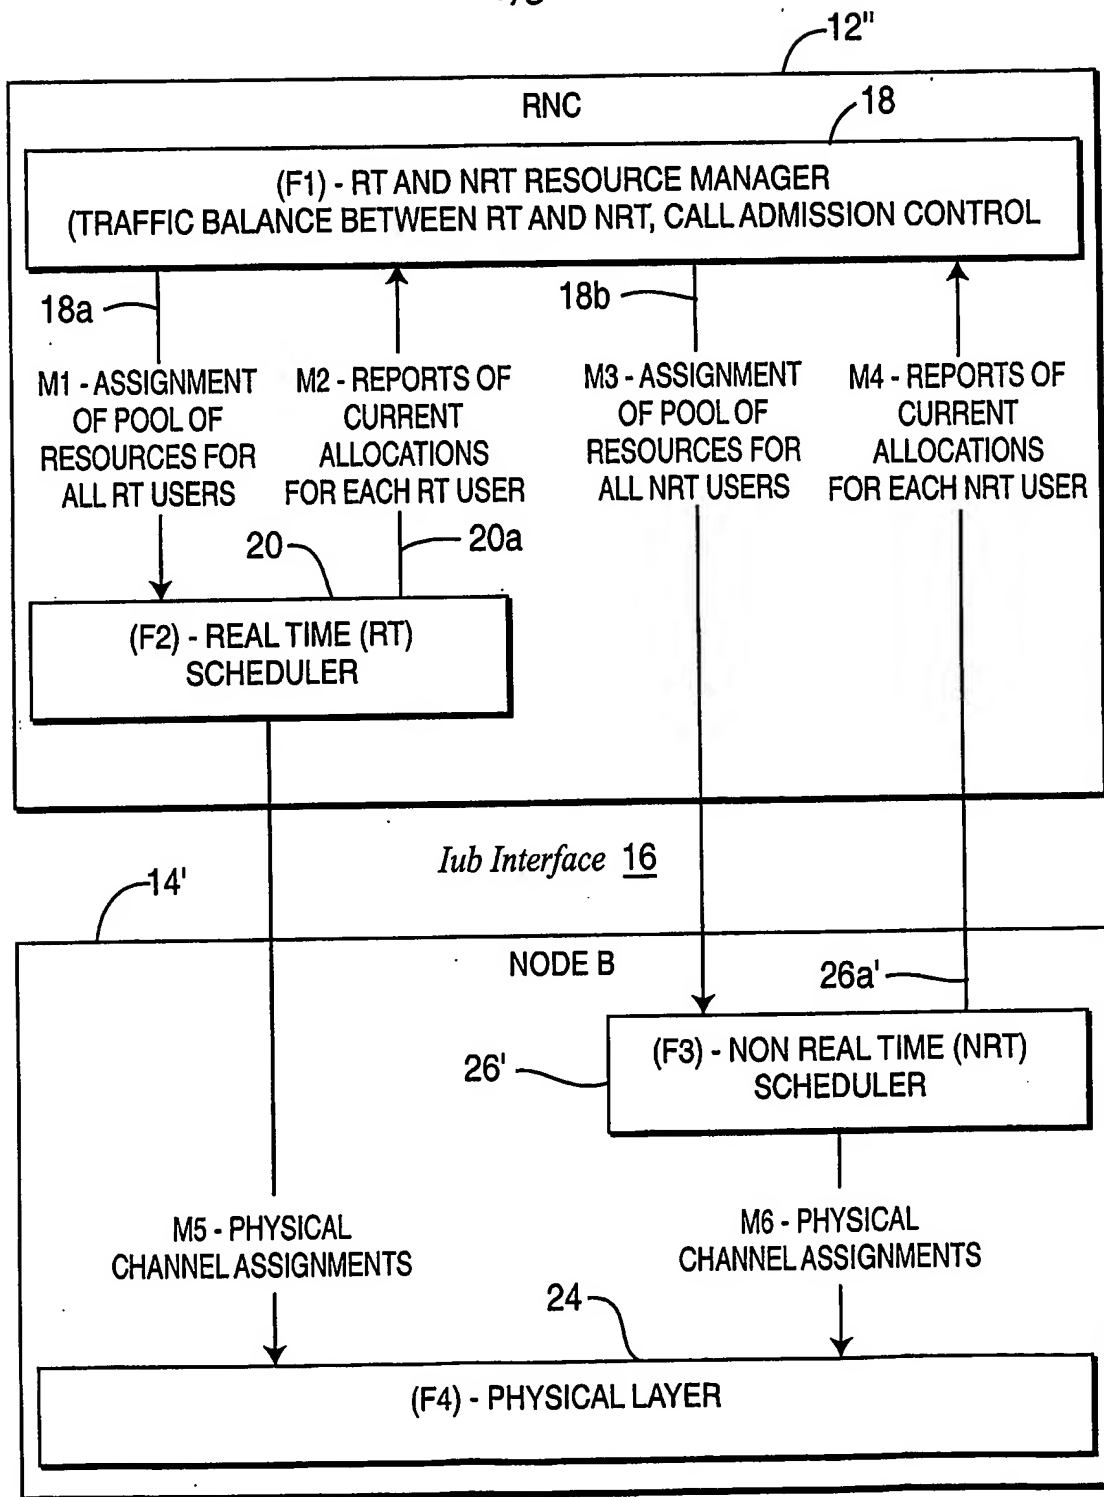 12"
RNC
18
(F1) - RT AND NRT RESOURCE MANAGER
(TRAFFIC BALANCE BETWEEN RT AND NRT, CALL ADMISSION CONTROL
18a
18b
M1 - ASSIGNMENT
OF POOL OF
RESOURCES FOR
ALL RT USERS
M2 - REPORTS OF
CURRENT
ALLOCATIONS
FOR EACH RT USER
M3 - ASSIGNMENT
OF POOL OF
RESOURCES FOR
ALL NRT USERS
M4 - REPORTS OF
CURRENT
ALLOCATIONS
FOR EACH NRT USER
20
20a
(F2) - REAL TIME (RT)
SCHEDULER
Iub Interface 16
14'
NODE B
26a'
26'
(F3) - NON REAL TIME (NRT)
SCHEDULER
M5 - PHYSICAL
CHANNEL ASSIGNMENTS
M6 - PHYSICAL
CHANNEL ASSIGNMENTS
24
(F4) - PHYSICAL LAYER